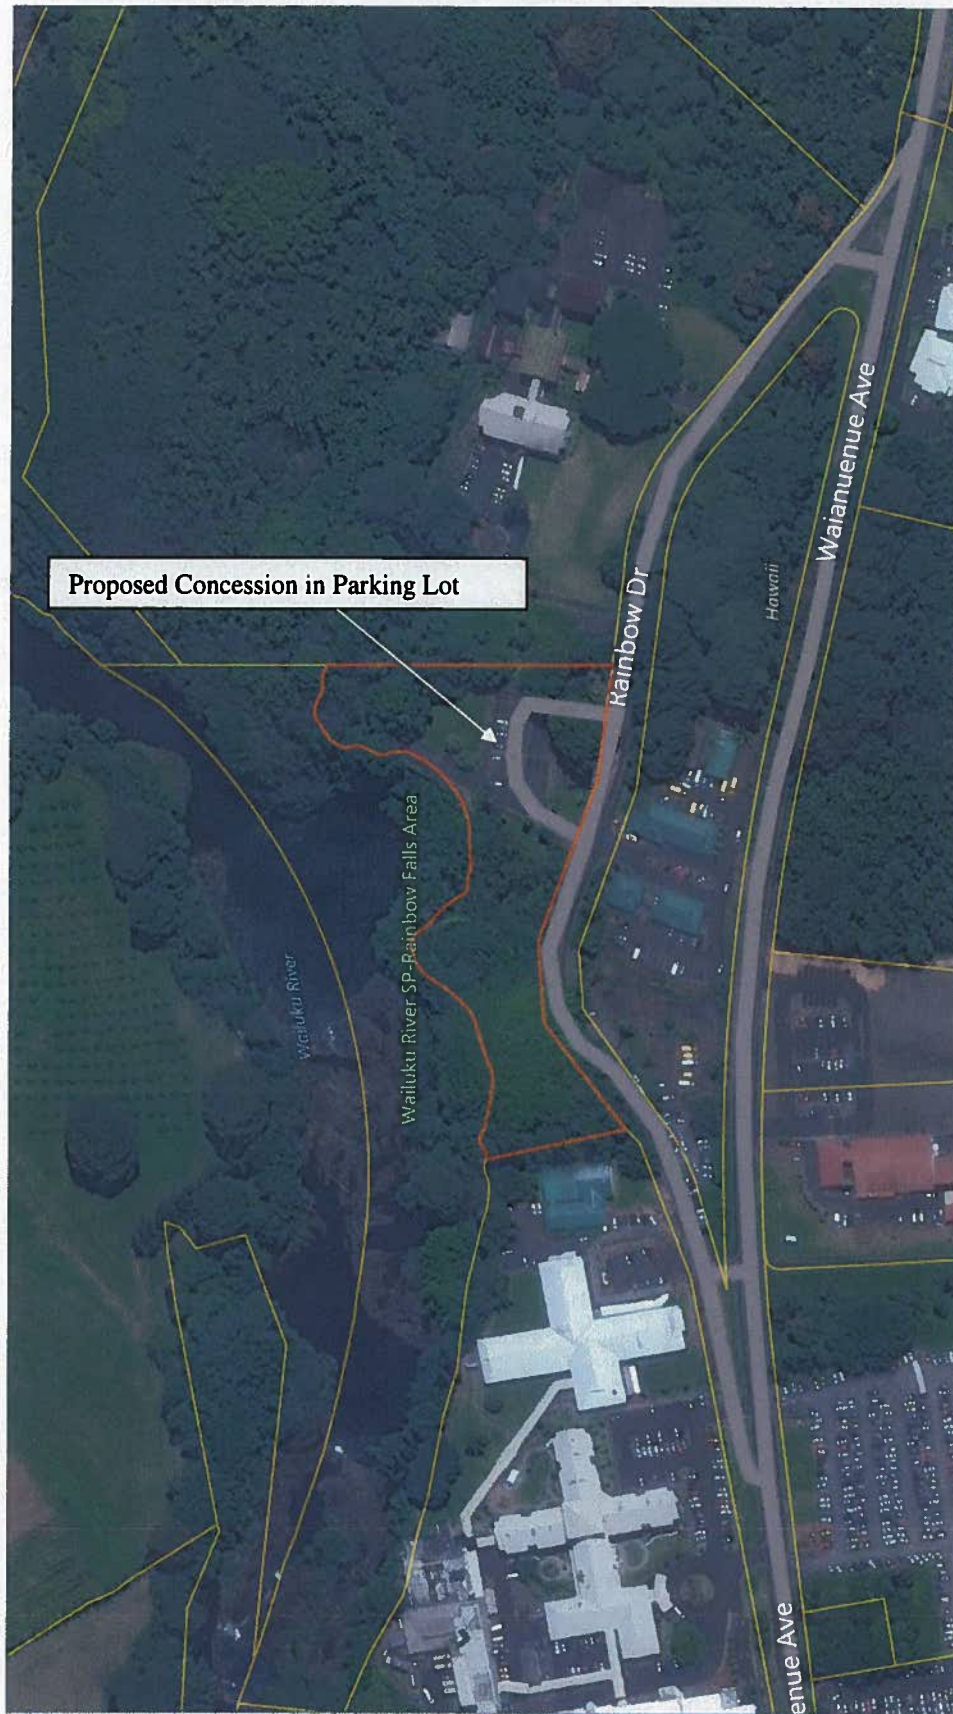 Proposed Concession in Parking Lot
Rainbow Dr
Waianuenue Ave
Hawaii
Wailuku River SP-Rainbow Falls Area
Wailuku River
enue Ave